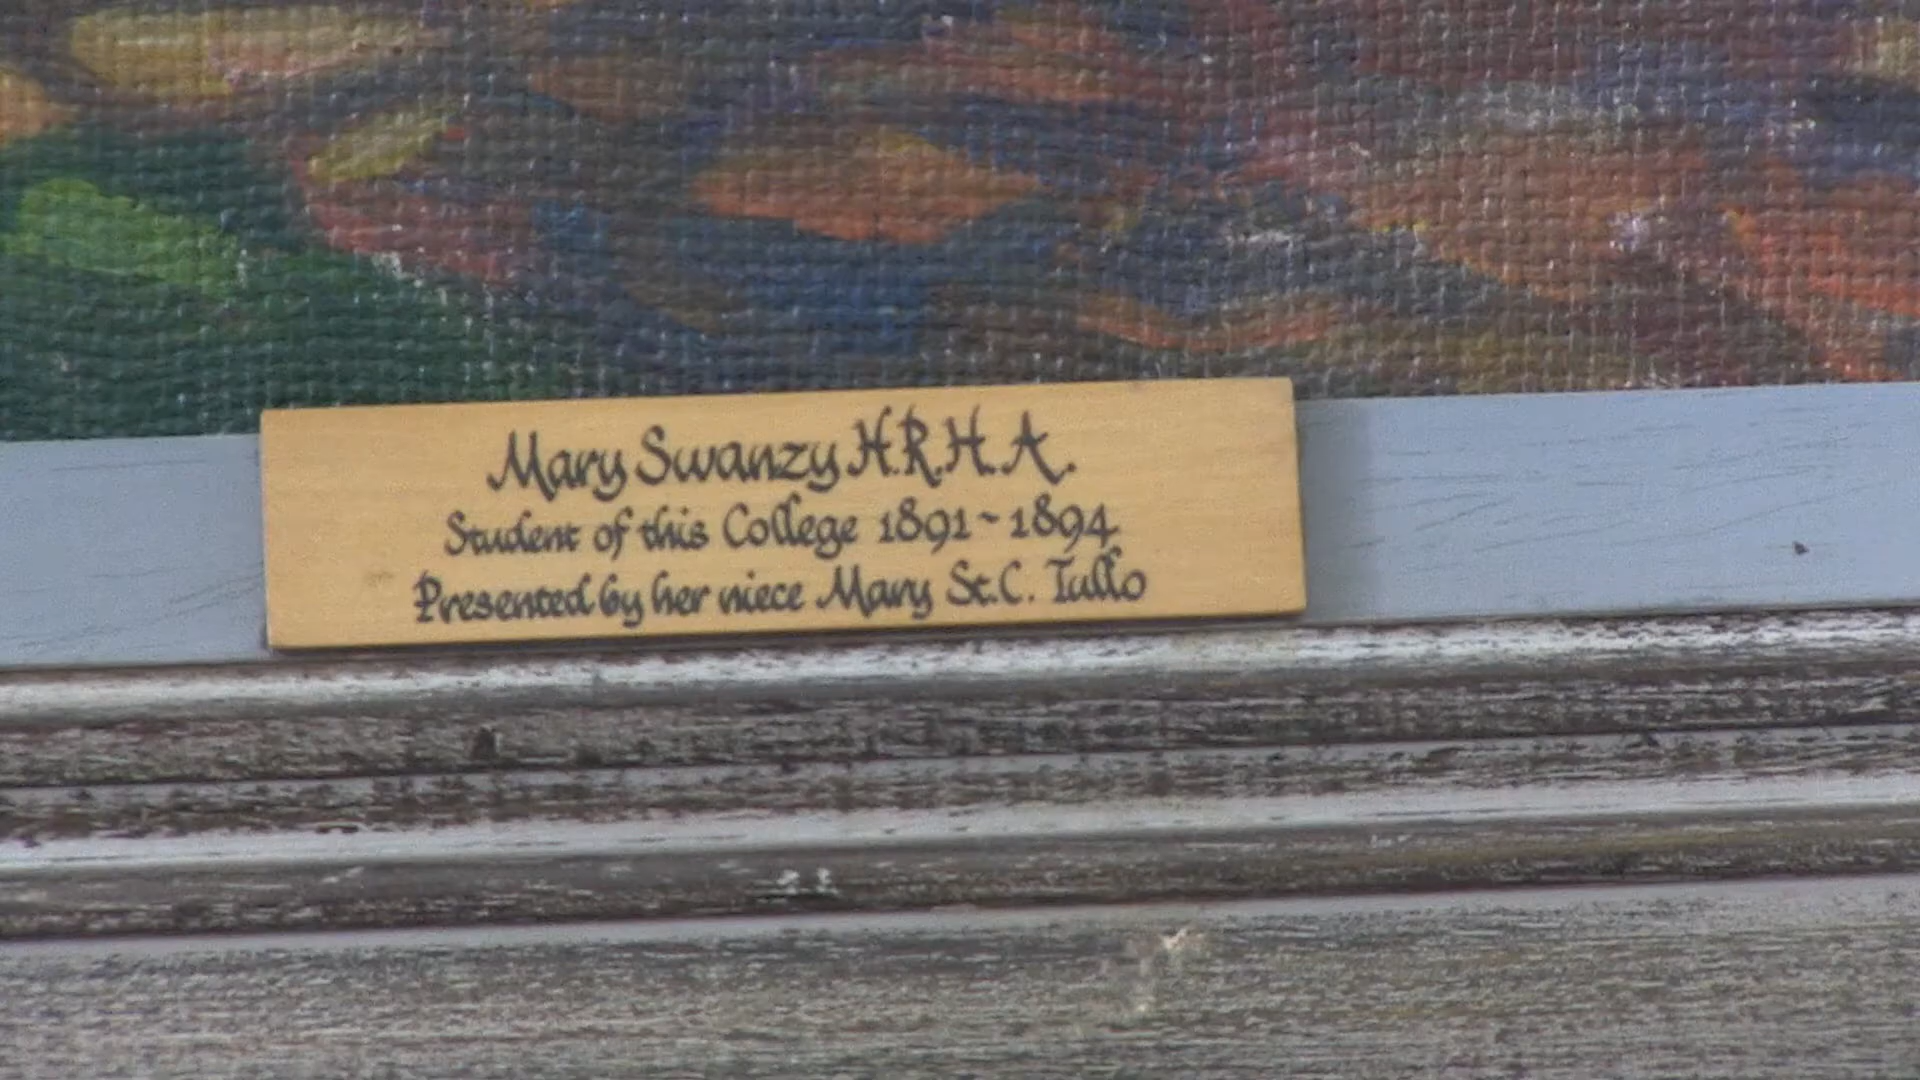 Mary Swanzy H.R.H.A.
Student of this College 1891~1894
Presented by her niece Mary St.C. Tullo